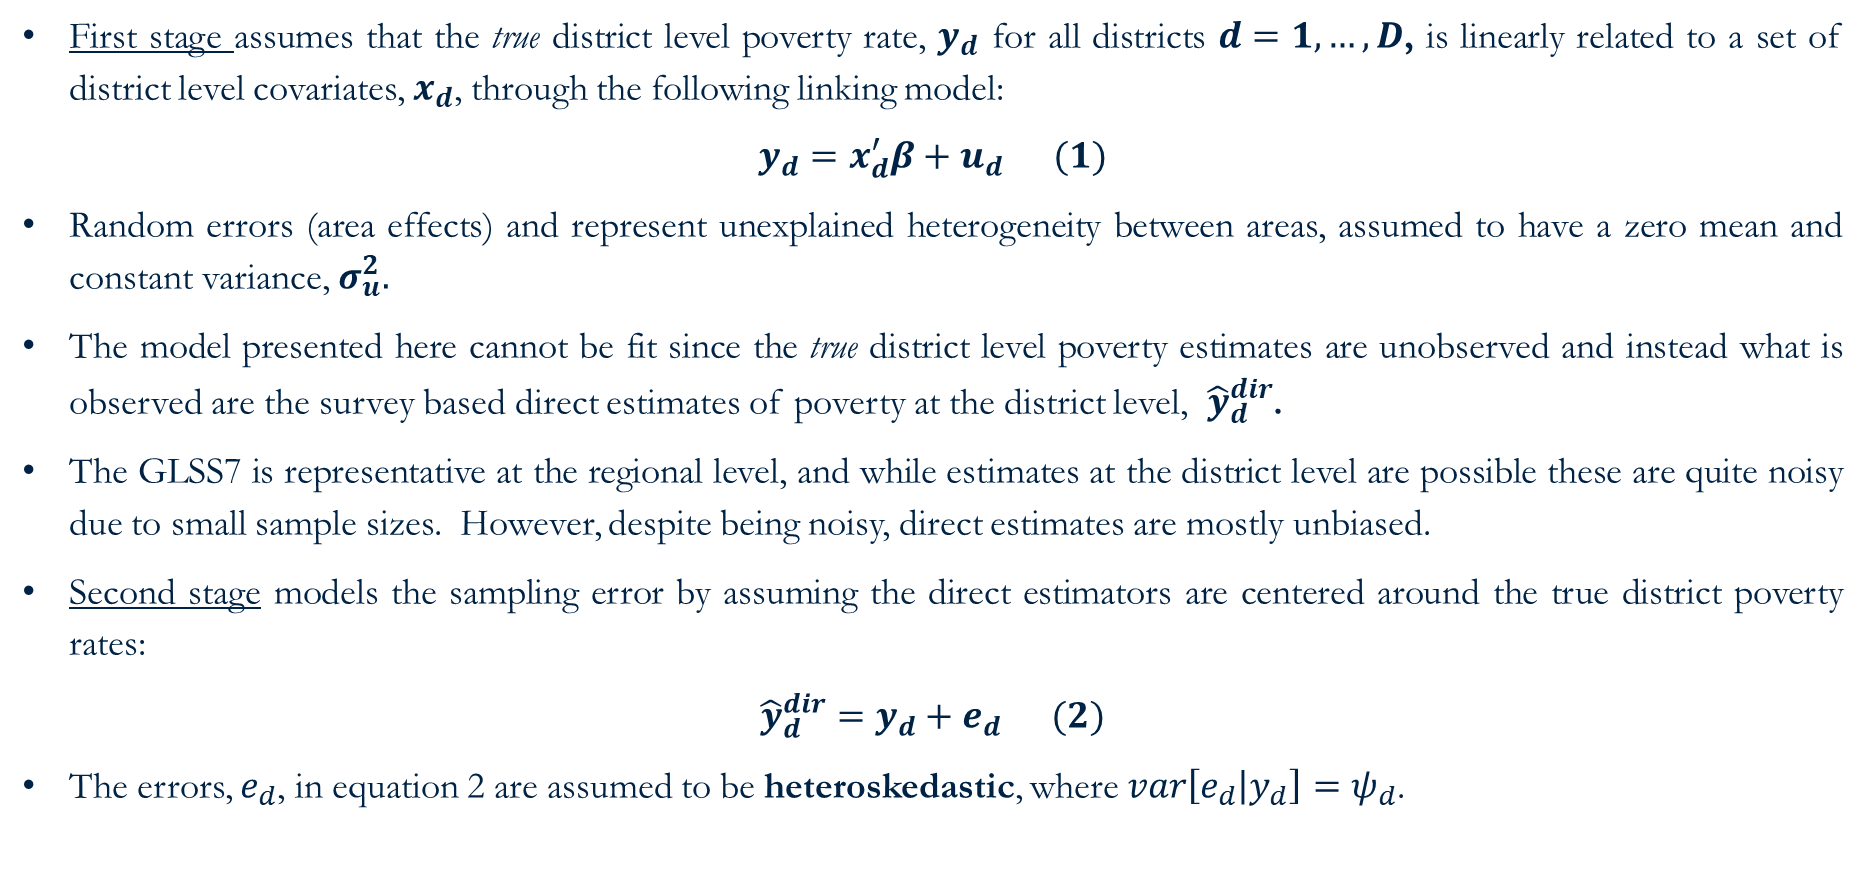 • First stage assumes that the true district level poverty rate, y_d for all districts d = 1, … , D, is linearly related to a set of
district level covariates, x_d, through the following linking model:
y_d = x′_dβ + u_d (1)
• Random errors (area effects) and represent unexplained heterogeneity between areas, assumed to have a zero mean and
constant variance, σ²_u.
• The model presented here cannot be fit since the true district level poverty estimates are unobserved and instead what is
observed are the survey based direct estimates of poverty at the district level, ŷ_d^dir.
• The GLSS7 is representative at the regional level, and while estimates at the district level are possible these are quite noisy
due to small sample sizes. However, despite being noisy, direct estimates are mostly unbiased.
• Second stage models the sampling error by assuming the direct estimators are centered around the true district poverty
rates:
ŷ_d^dir = y_d + e_d (2)
• The errors, e_d, in equation 2 are assumed to be heteroskedastic, where var[e_d|y_d] = ψ_d.